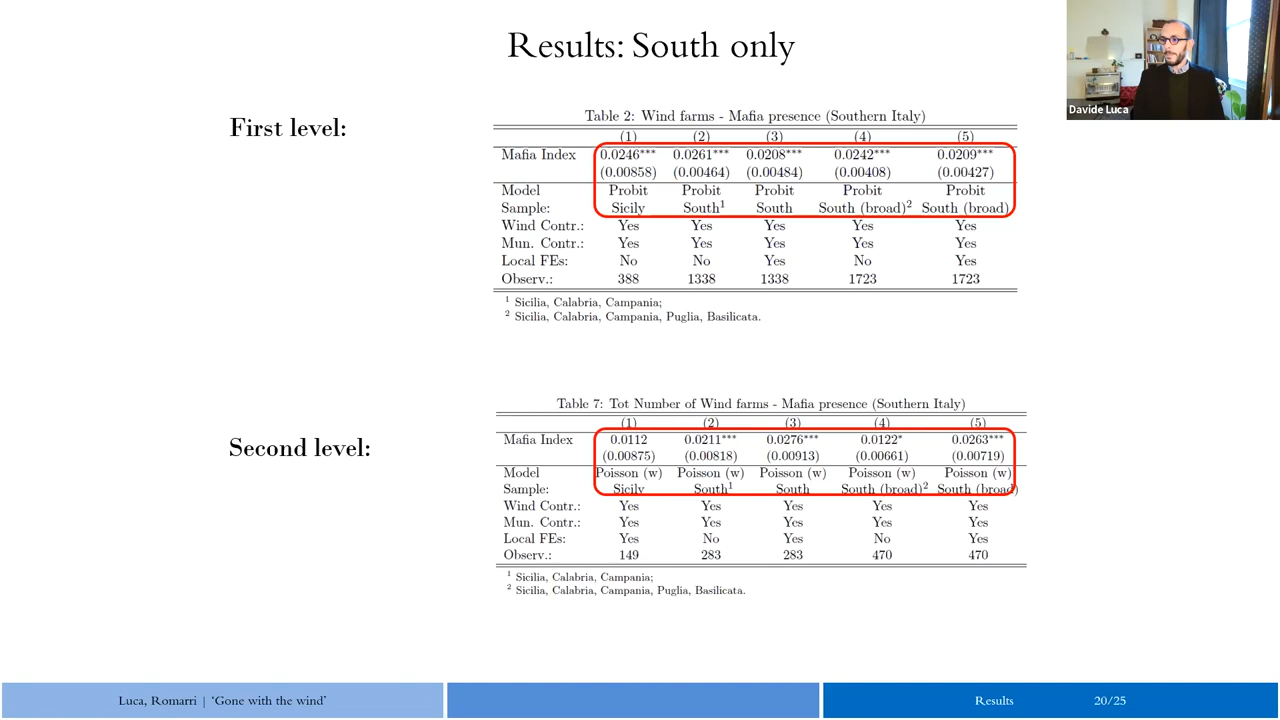 Results: South only
Davide Luca
First level:
Table 2: Wind farms - Mafia presence (Southern Italy)
(1) (2) (3) (4) (5)
Mafia Index 0.0246*** 0.0261*** 0.0208*** 0.0242*** 0.0209***
(0.00858) (0.00464) (0.00484) (0.00408) (0.00427)
Model Probit Probit Probit Probit Probit
Sample: Sicily South¹ South South (broad)² South (broad)
Wind Contr.: Yes Yes Yes Yes Yes
Mun. Contr.: Yes Yes Yes Yes Yes
Local FEs: No No Yes No Yes
Observ.: 388 1338 1338 1723 1723
¹ Sicilia, Calabria, Campania;
² Sicilia, Calabria, Campania, Puglia, Basilicata.
Second level:
Table 7: Tot Number of Wind farms - Mafia presence (Southern Italy)
(1) (2) (3) (4) (5)
Mafia Index 0.0112 0.0211*** 0.0276*** 0.0122* 0.0263***
(0.00875) (0.00818) (0.00913) (0.00661) (0.00719)
Model Poisson (w) Poisson (w) Poisson (w) Poisson (w) Poisson (w)
Sample: Sicily South¹ South South (broad)² South (broad)
Wind Contr.: Yes Yes Yes Yes Yes
Mun. Contr.: Yes Yes Yes Yes Yes
Local FEs: Yes No Yes No Yes
Observ.: 149 283 283 470 470
¹ Sicilia, Calabria, Campania;
² Sicilia, Calabria, Campania, Puglia, Basilicata.
Luca, Romarri | ‘Gone with the wind’
Results 20/25